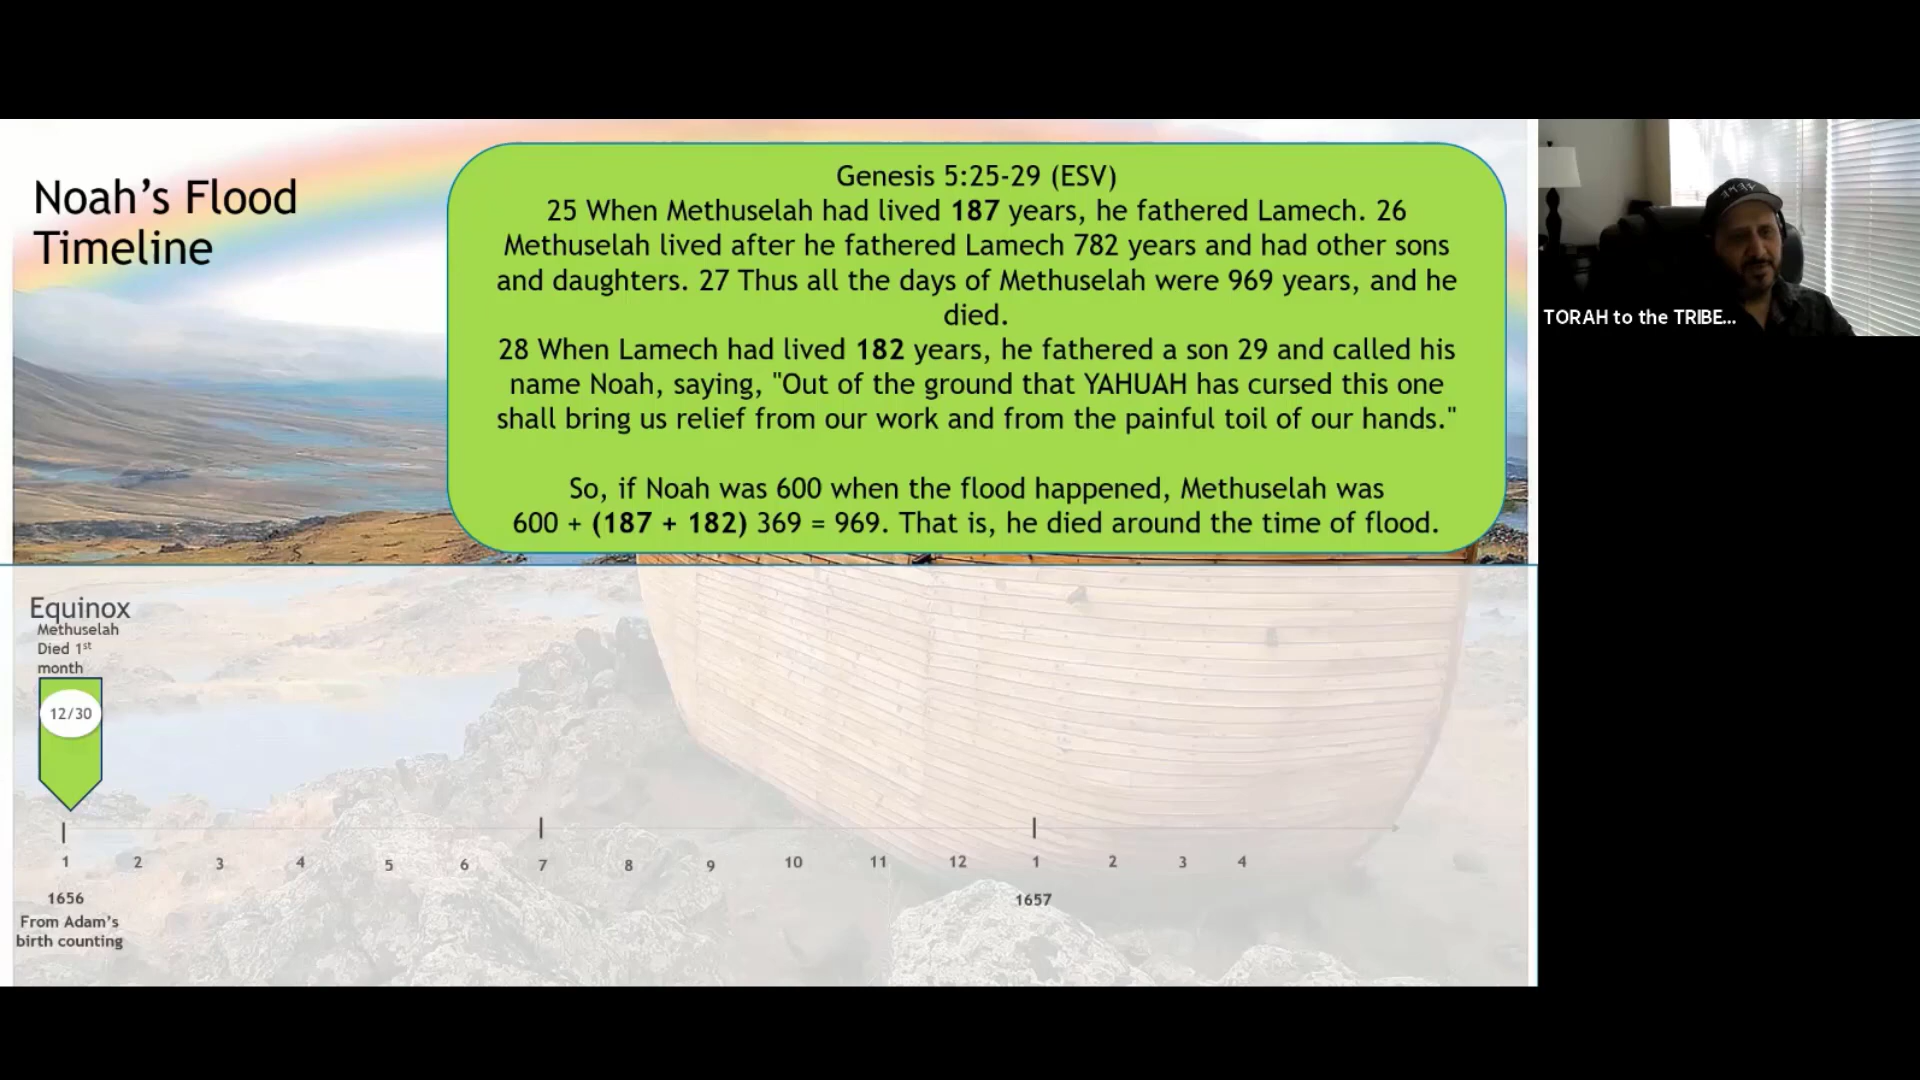 Noah's Flood
Timeline
Genesis 5:25-29 (ESV)
25 When Methuselah had lived 187 years, he fathered Lamech. 26
Methuselah lived after he fathered Lamech 782 years and had other sons
and daughters. 27 Thus all the days of Methuselah were 969 years, and he
died.
28 When Lamech had lived 182 years, he fathered a son 29 and called his
name Noah, saying, "Out of the ground that YAHUAH has cursed this one
shall bring us relief from our work and from the painful toil of our hands."
So, if Noah was 600 when the flood happened, Methuselah was
600 + (187 + 182) 369 = 969. That is, he died around the time of flood.
TORAH to the TRIBE...
Equinox
Methuselah
Died 1st
month
12/30
1 2 3 4 5 6 7 8 9 10 11 12 1 2 3 4
1656 1657
From Adam's
birth counting